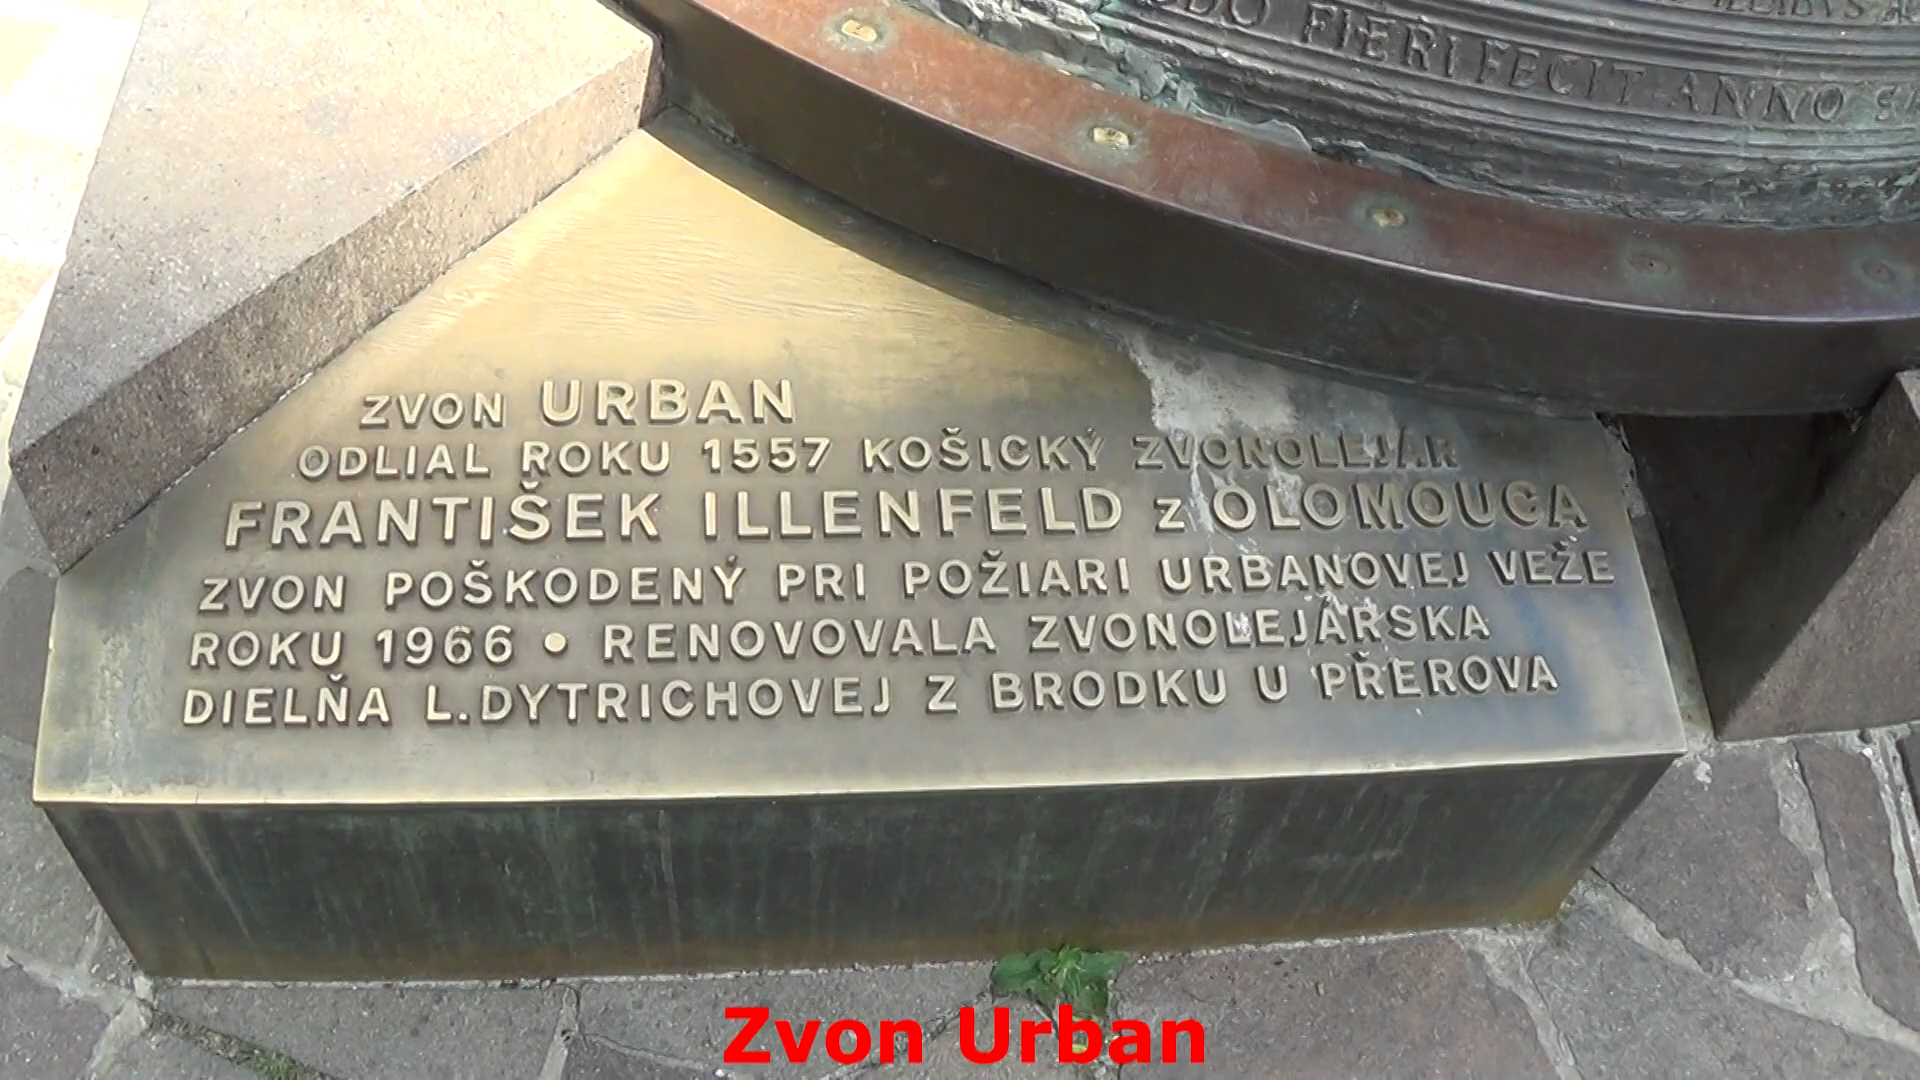 FIERI FECIT ANNO
ZVON URBAN
ODLIAL ROKU 1557 KOŠICKÝ ZVONOLEJÁR
FRANTIŠEK ILLENFELD z OLOMOUCA
ZVON POŠKODENÝ PRI POŽIARI URBANOVEJ VEŽE
ROKU 1966 • RENOVOVALA ZVONOLEJÁRSKA
DIELŇA L.DYTRICHOVEJ Z BRODKU U PŘEROVA
Zvon Urban